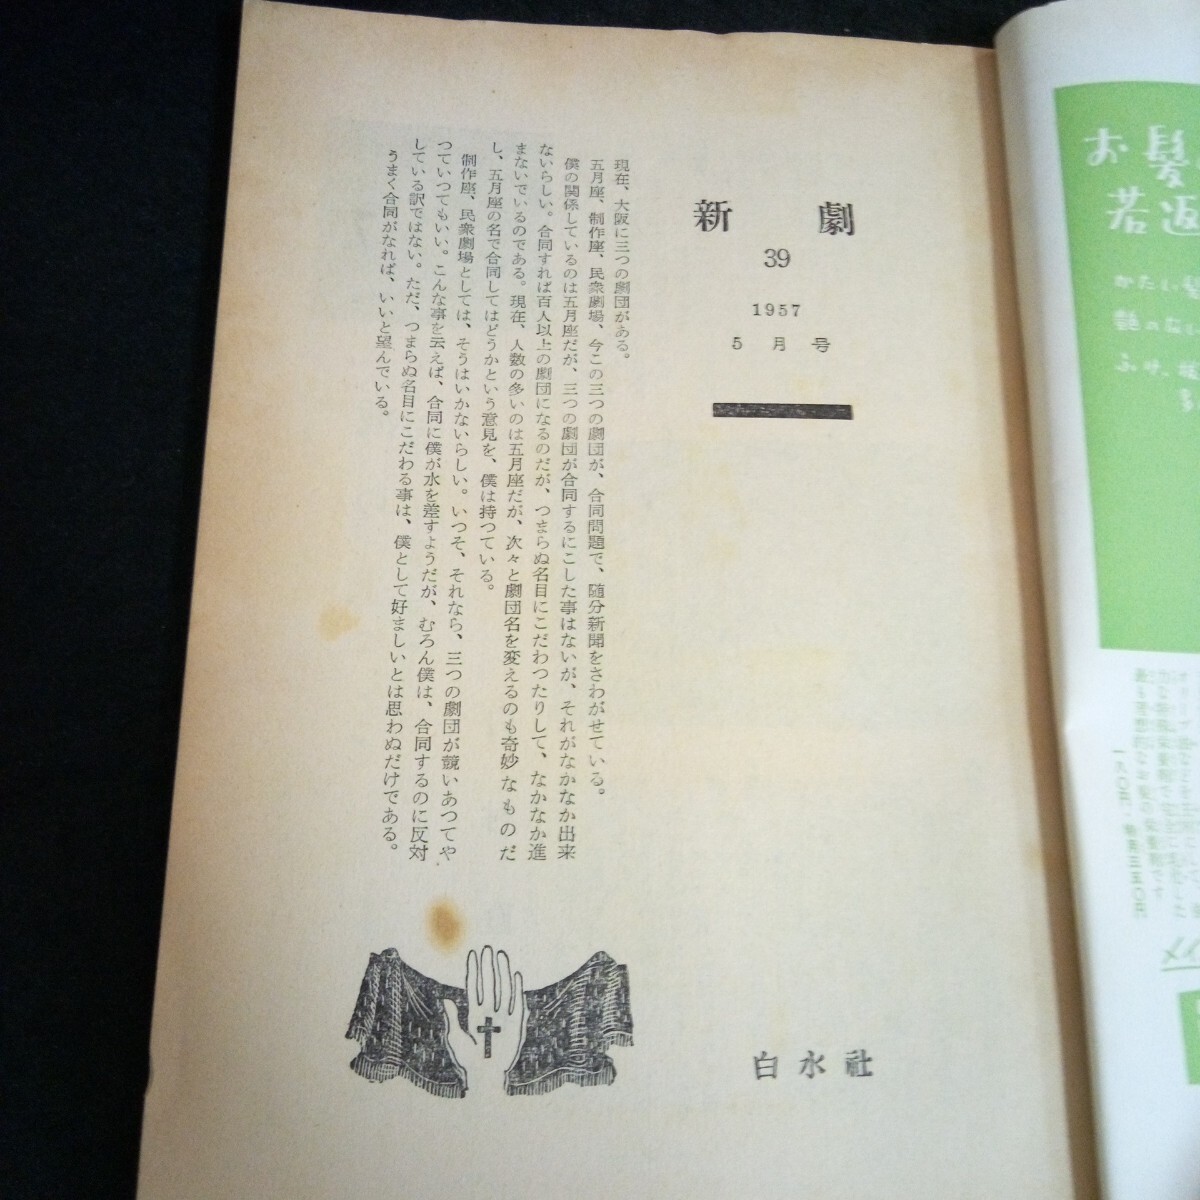 お髪
若返
かたい髪
艶のない
ふけ、
一八〇円・
五〇円
新劇
39
1957
5月号
現在、大阪に三つの劇団がある。
五月座、制作座、民衆劇場、今この三つの劇団が、合同問題で、随分新聞をさわがせている。
僕の関係しているのは五月座だが、三つの劇団が合同するにこした事はないが、それがなかなか出来
ないらしい。合同すれば百人以上の劇団になるのだが、つまらぬ名目にこだわつたりして、なかなか進
まないでいるのである。現在、人数の多いのは五月座だが、次々と劇団名を変えるのも奇妙なものだ
し、五月座の名で合同してはどうかという意見を、僕は持つている。
制作座、民衆劇場としては、そうはいかないらしい。いつそ、それなら、三つの劇団が競いあつてや
つていつてもいい。こんな事を云えば、合同に僕が水を差すようだが、むろん僕は、合同するのに反対
している訳ではない。ただ、つまらぬ名目にこだわる事は、僕として好ましいとは思わぬだけである。
うまく合同がなれば、いいと望んでいる。
白水社